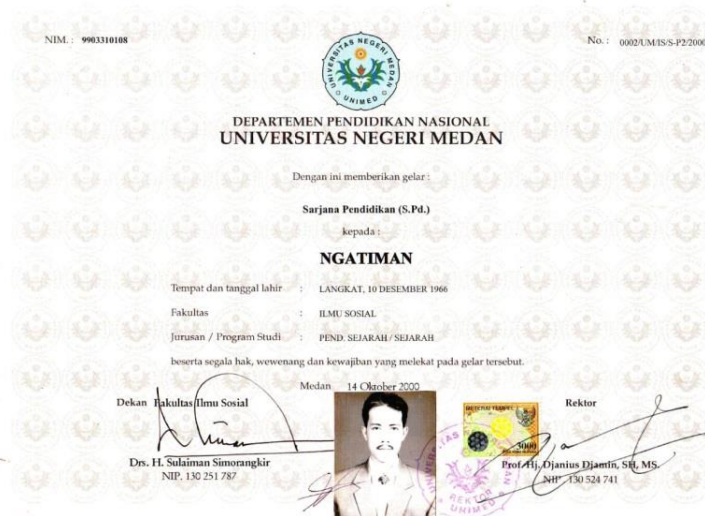 NIM. : 9903310108
No. : 0002/UM/IS/S-P2/2000
UNIVERSITAS NEGERI MEDAN
UNIMED
DEPARTEMEN PENDIDIKAN NASIONAL
UNIVERSITAS NEGERI MEDAN
Dengan ini memberikan gelar :
Sarjana Pendidikan (S.Pd.)
kepada :
NGATIMAN
Tempat dan tanggal lahir : LANGKAT, 10 DESEMBER 1966
Fakultas : ILMU SOSIAL
Jurusan / Program Studi : PEND. SEJARAH / SEJARAH
beserta segala hak, wewenang dan kewajiban yang melekat pada gelar tersebut.
Medan 14 Oktober 2000
Dekan Fakultas Ilmu Sosial
Rektor
3000
Drs. H. Sulaiman Simorangkir
NIP. 130 251 787
Prof. Hj. Djanius Djamin, SH, MS.
NIP 130 524 741
REKTOR
UNIMED